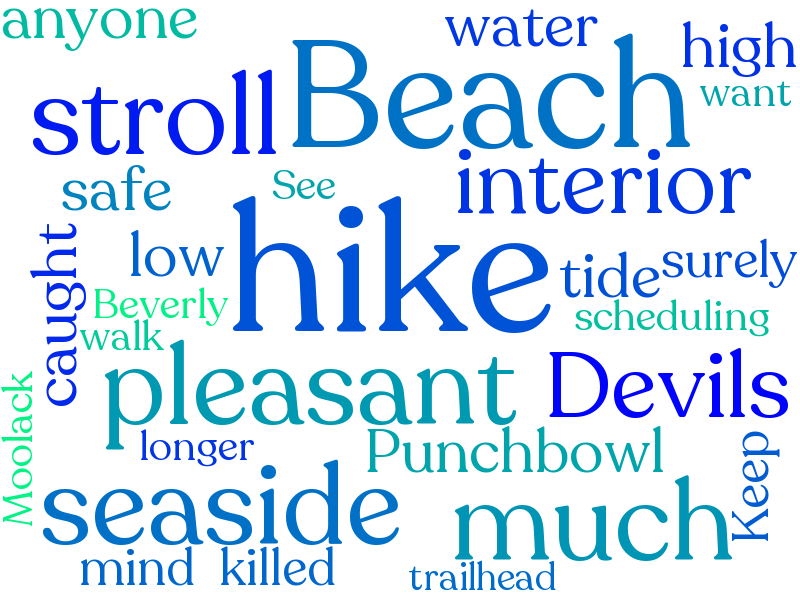 anyone
water
high
Beach
want
stroll
interior
safe
See
hike
low
caught
tide
surely
Beverly
scheduling
walk
pleasant
Devils
Moolack
longer
Punchbowl
Keep
seaside
much
mind
killed
trailhead